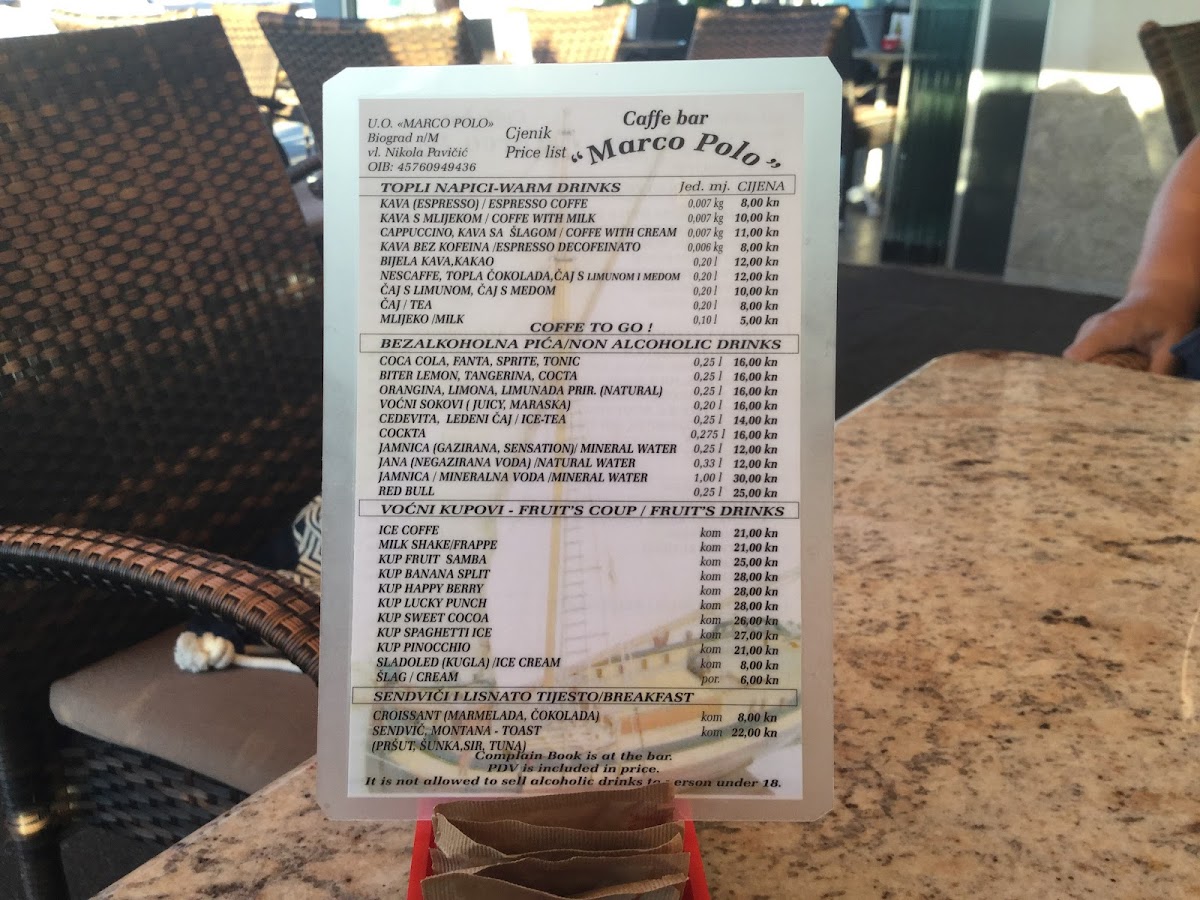 U.O. «MARCO POLO»
Biograd n/M
vl. Nikola Pavičić
OIB: 45760949436
Cjenik
Price list
Caffe bar
“Marco Polo”
TOPLI NAPICI-WARM DRINKS Jed. mj. CIJENA
KAVA (ESPRESSO) / ESPRESSO COFFE 0,007 kg 8,00 kn
KAVA S MLIJEKOM / COFFE WITH MILK 0,007 kg 10,00 kn
CAPPUCCINO, KAVA SA ŠLAGOM / COFFE WITH CREAM 0,007 kg 11,00 kn
KAVA BEZ KOFEINA /ESPRESSO DECOFEINATO 0,006 kg 8,00 kn
BIJELA KAVA,KAKAO 0,20 l 12,00 kn
NESCAFFE, TOPLA ČOKOLADA,ČAJ S LIMUNOM I MEDOM 0,20 l 12,00 kn
ČAJ S LIMUNOM, ČAJ S MEDOM 0,20 l 10,00 kn
ČAJ / TEA 0,20 l 8,00 kn
MLIJEKO /MILK 0,10 l 5,00 kn
COFFE TO GO !
BEZALKOHOLNA PIĆA/NON ALCOHOLIC DRINKS
COCA COLA, FANTA, SPRITE, TONIC 0,25 l 16,00 kn
BITER LEMON, TANGERINA, COCTA 0,25 l 16,00 kn
ORANGINA, LIMONA, LIMUNADA PRIR. (NATURAL) 0,25 l 16,00 kn
VOĆNI SOKOVI ( JUICY, MARASKA) 0,20 l 16,00 kn
CEDEVITA, LEDENI ČAJ / ICE-TEA 0,25 l 14,00 kn
COCKTA 0,275 l 16,00 kn
JAMNICA (GAZIRANA, SENSATION)/ MINERAL WATER 0,25 l 12,00 kn
JANA (NEGAZIRANA VODA) /NATURAL WATER 0,33 l 12,00 kn
JAMNICA / MINERALNA VODA /MINERAL WATER 1,00 l 30,00 kn
RED BULL 0,25 l 25,00 kn
VOĆNI KUPOVI - FRUIT'S COUP / FRUIT'S DRINKS
ICE COFFE kom 21,00 kn
MILK SHAKE/FRAPPE kom 21,00 kn
KUP FRUIT SAMBA kom 25,00 kn
KUP BANANA SPLIT kom 28,00 kn
KUP HAPPY BERRY kom 28,00 kn
KUP LUCKY PUNCH kom 28,00 kn
KUP SWEET COCOA kom 26,00 kn
KUP SPAGHETTI ICE kom 27,00 kn
KUP PINOCCHIO kom 21,00 kn
SLADOLED (KUGLA) /ICE CREAM kom 8,00 kn
ŠLAG / CREAM por. 6,00 kn
SENDVIČI I LISNATO TIJESTO/BREAKFAST
CROISSANT (MARMELADA, ČOKOLADA) kom 8,00 kn
SENDVIČ, MONTANA - TOAST kom 22,00 kn
(PRŠUT, ŠUNKA,SIR, TUNA)
Complain Book is at the bar.
PDV is included in price.
It is not allowed to sell alcoholic drinks to person under 18.